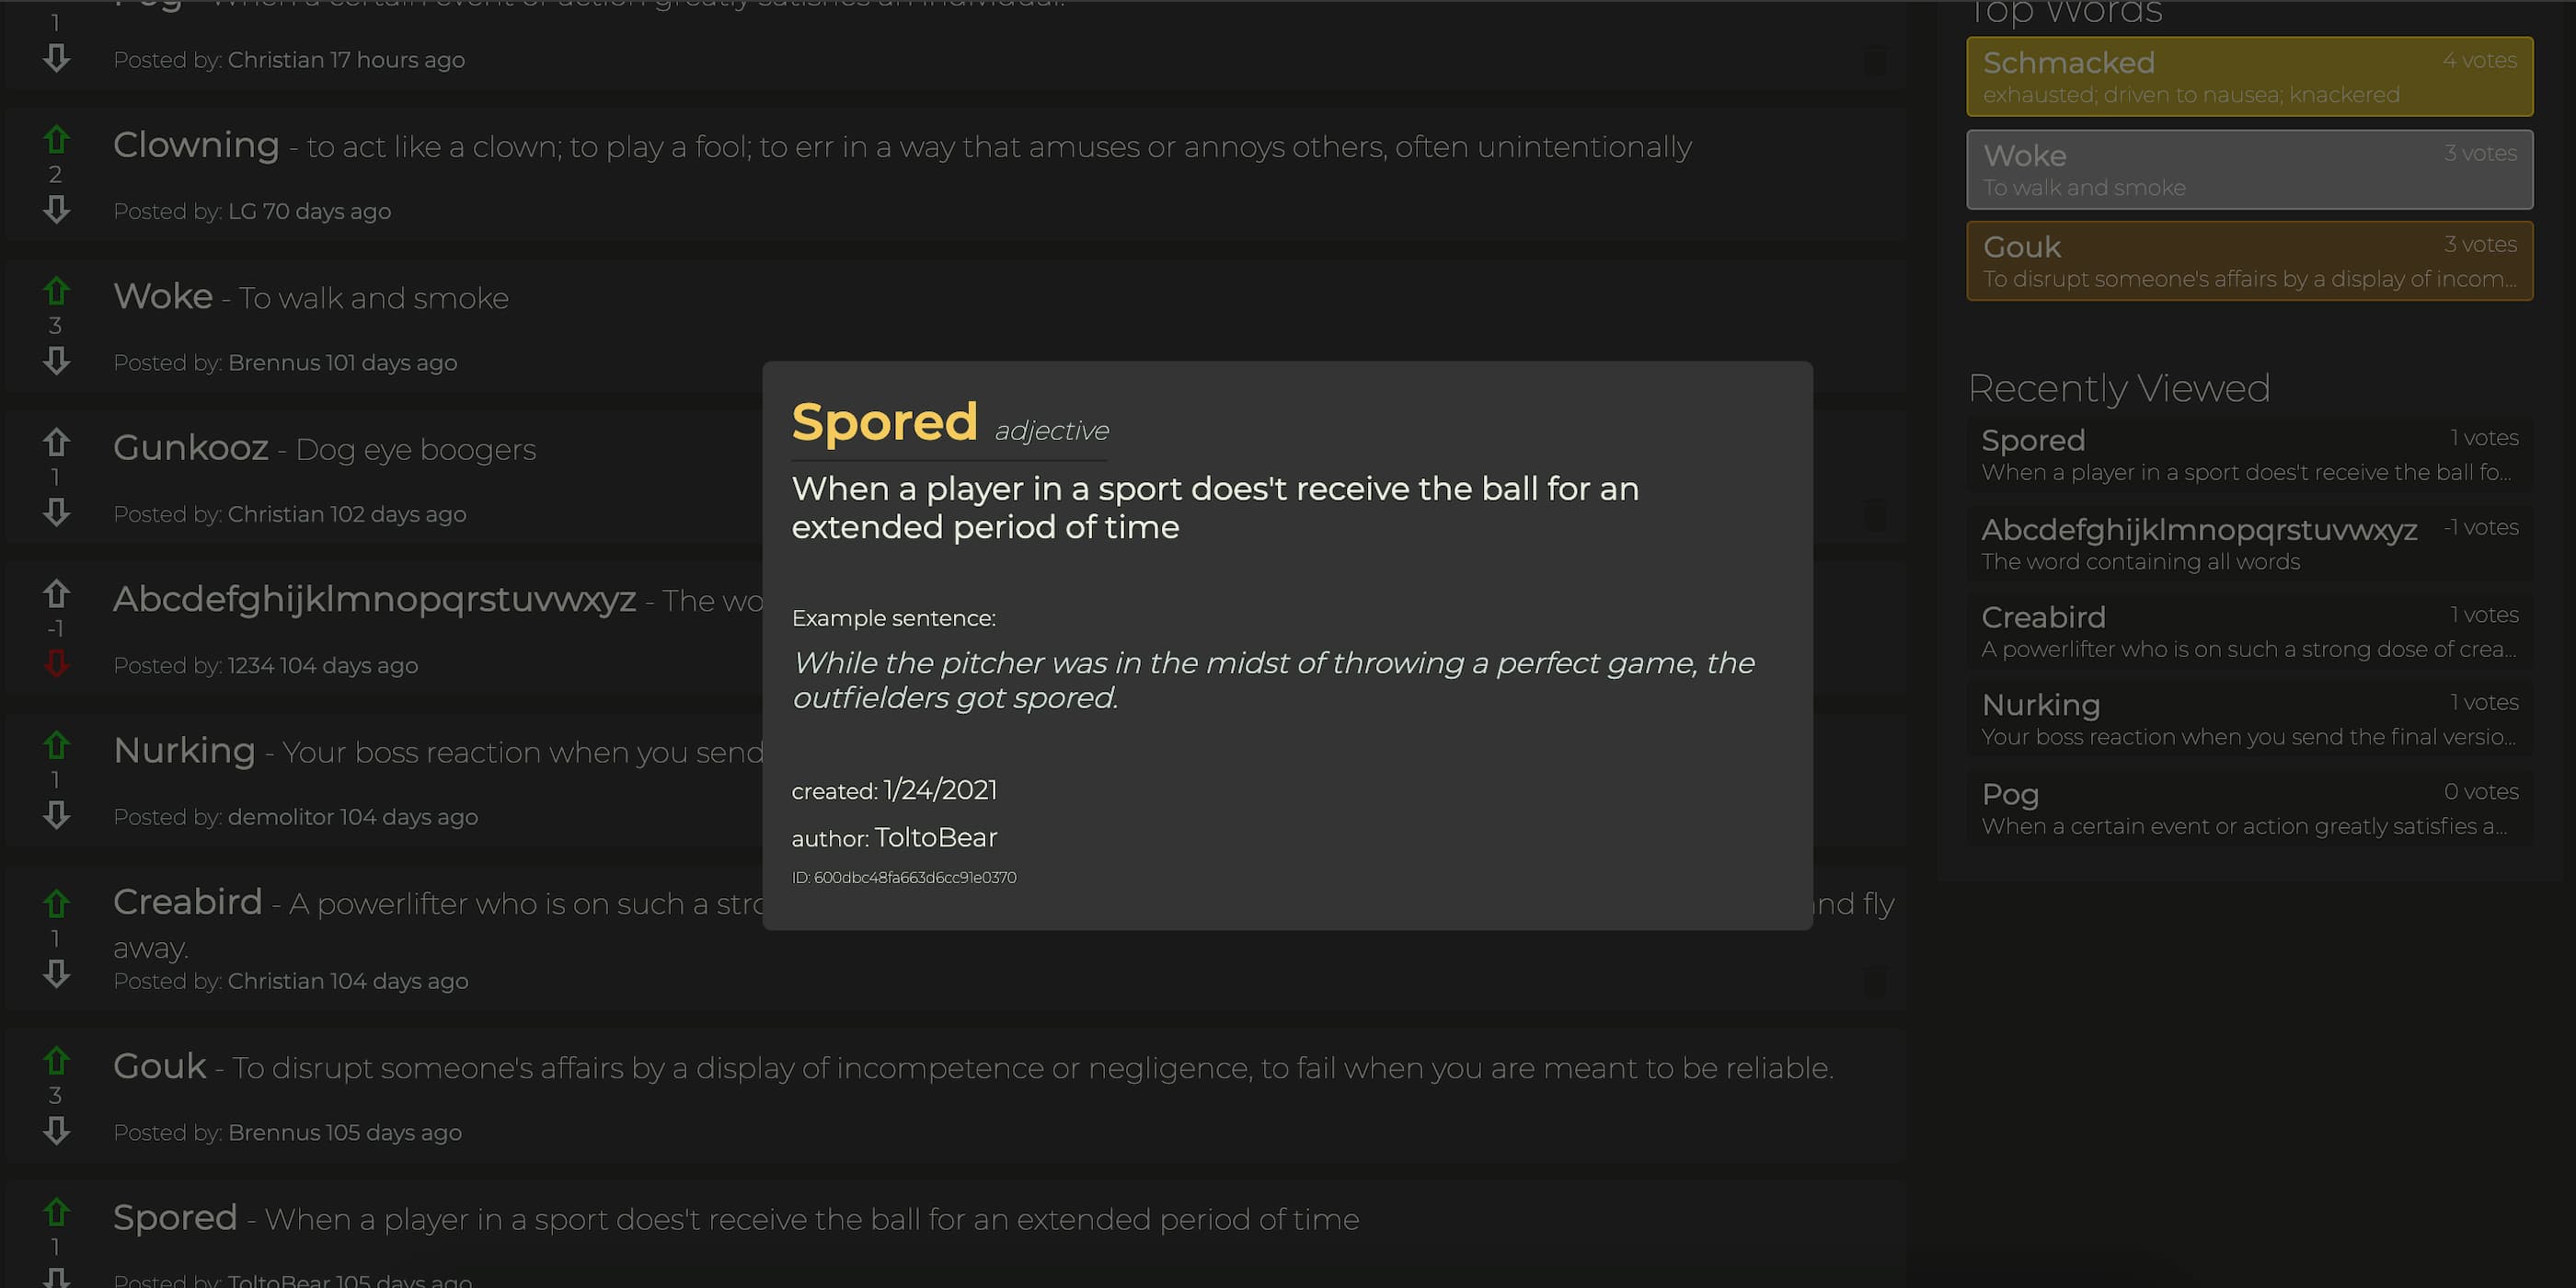 Pog - When a certain event or action greatly satisfies an individual.
1
Posted by: Christian 17 hours ago
Clowning - to act like a clown; to play a fool; to err in a way that amuses or annoys others, often unintentionally
2
Posted by: LG 70 days ago
Woke - To walk and smoke
3
Posted by: Brennus 101 days ago
Gunkooz - Dog eye boogers
1
Posted by: Christian 102 days ago
Abcdefghijklmnopqrstuvwxyz - The wo
-1
Posted by: 1234 104 days ago
Nurking - Your boss reaction when you send
1
Posted by: demolitor 104 days ago
Creabird - A powerlifter who is on such a stro
nd fly
1
away.
Posted by: Christian 104 days ago
Gouk - To disrupt someone's affairs by a display of incompetence or negligence, to fail when you are meant to be reliable.
3
Posted by: Brennus 105 days ago
Spored - When a player in a sport does't receive the ball for an extended period of time
1
Posted by: ToltoBear 105 days ago
Spored adjective
When a player in a sport does't receive the ball for an
extended period of time
Example sentence:
While the pitcher was in the midst of throwing a perfect game, the
outfielders got spored.
created: 1/24/2021
author: ToltoBear
ID: 600dbc48fa663d6cc91e0370
Top Words
Schmacked 4 votes
exhausted; driven to nausea; knackered
Woke 3 votes
To walk and smoke
Gouk 3 votes
To disrupt someone's affairs by a display of incom...
Recently Viewed
Spored 1 votes
When a player in a sport does't receive the ball fo...
Abcdefghijklmnopqrstuvwxyz -1 votes
The word containing all words
Creabird 1 votes
A powerlifter who is on such a strong dose of crea...
Nurking 1 votes
Your boss reaction when you send the final versio...
Pog 0 votes
When a certain event or action greatly satisfies a...